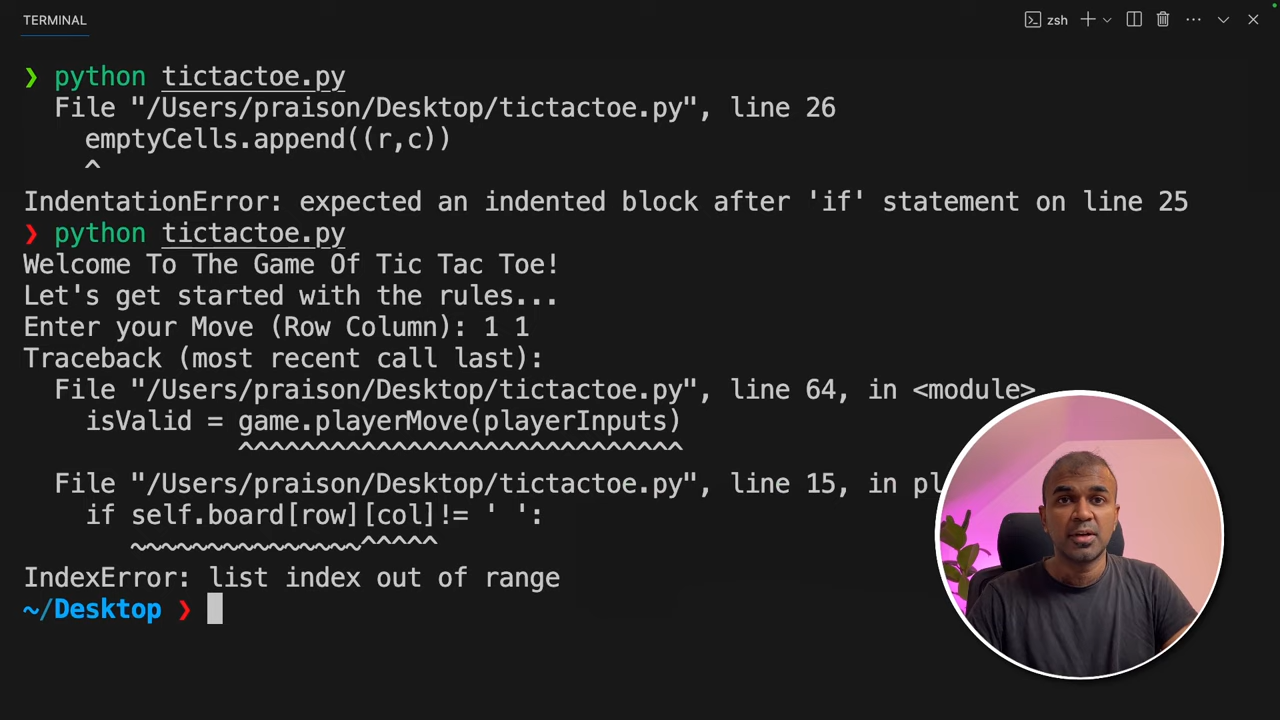 TERMINAL
zsh
❯ python tictactoe.py
File "/Users/praison/Desktop/tictactoe.py", line 26
emptyCells.append((r,c))
^
IndentationError: expected an indented block after 'if' statement on line 25
❯ python tictactoe.py
Welcome To The Game Of Tic Tac Toe!
Let's get started with the rules...
Enter your Move (Row Column): 1 1
Traceback (most recent call last):
File "/Users/praison/Desktop/tictactoe.py", line 64, in <module>
isValid = game.playerMove(playerInputs)
^^^^^^^^^^^^^^^^^^^^^^^^^^^^^
File "/Users/praison/Desktop/tictactoe.py", line 15, in pl
if self.board[row][col]!= ' ':
~~~~~~~~~~~~~~~^^^^^
IndexError: list index out of range
~/Desktop ❯